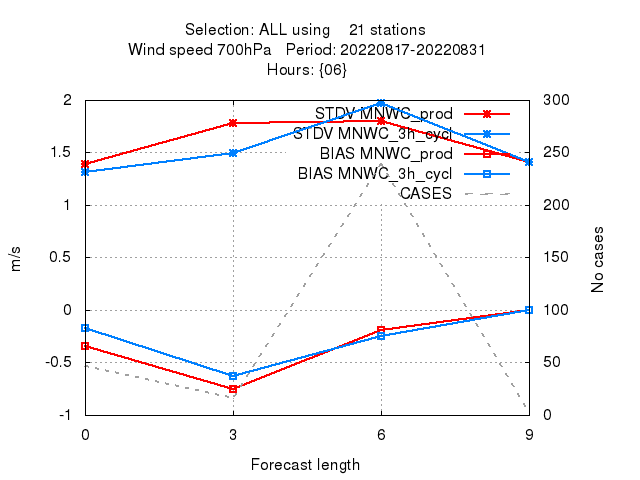 Selection: ALL using    21 stations
Wind speed 700hPa   Period: 20220817-20220831
Hours: {06}
STDV MNWC_prod
STDV MNWC_3h_cycl
BIAS MNWC_prod
BIAS MNWC_3h_cycl
CASES
2
1.5
1
0.5
0
-0.5
-1
m/s
300
250
200
150
100
50
0
No cases
0 3 6 9
Forecast length